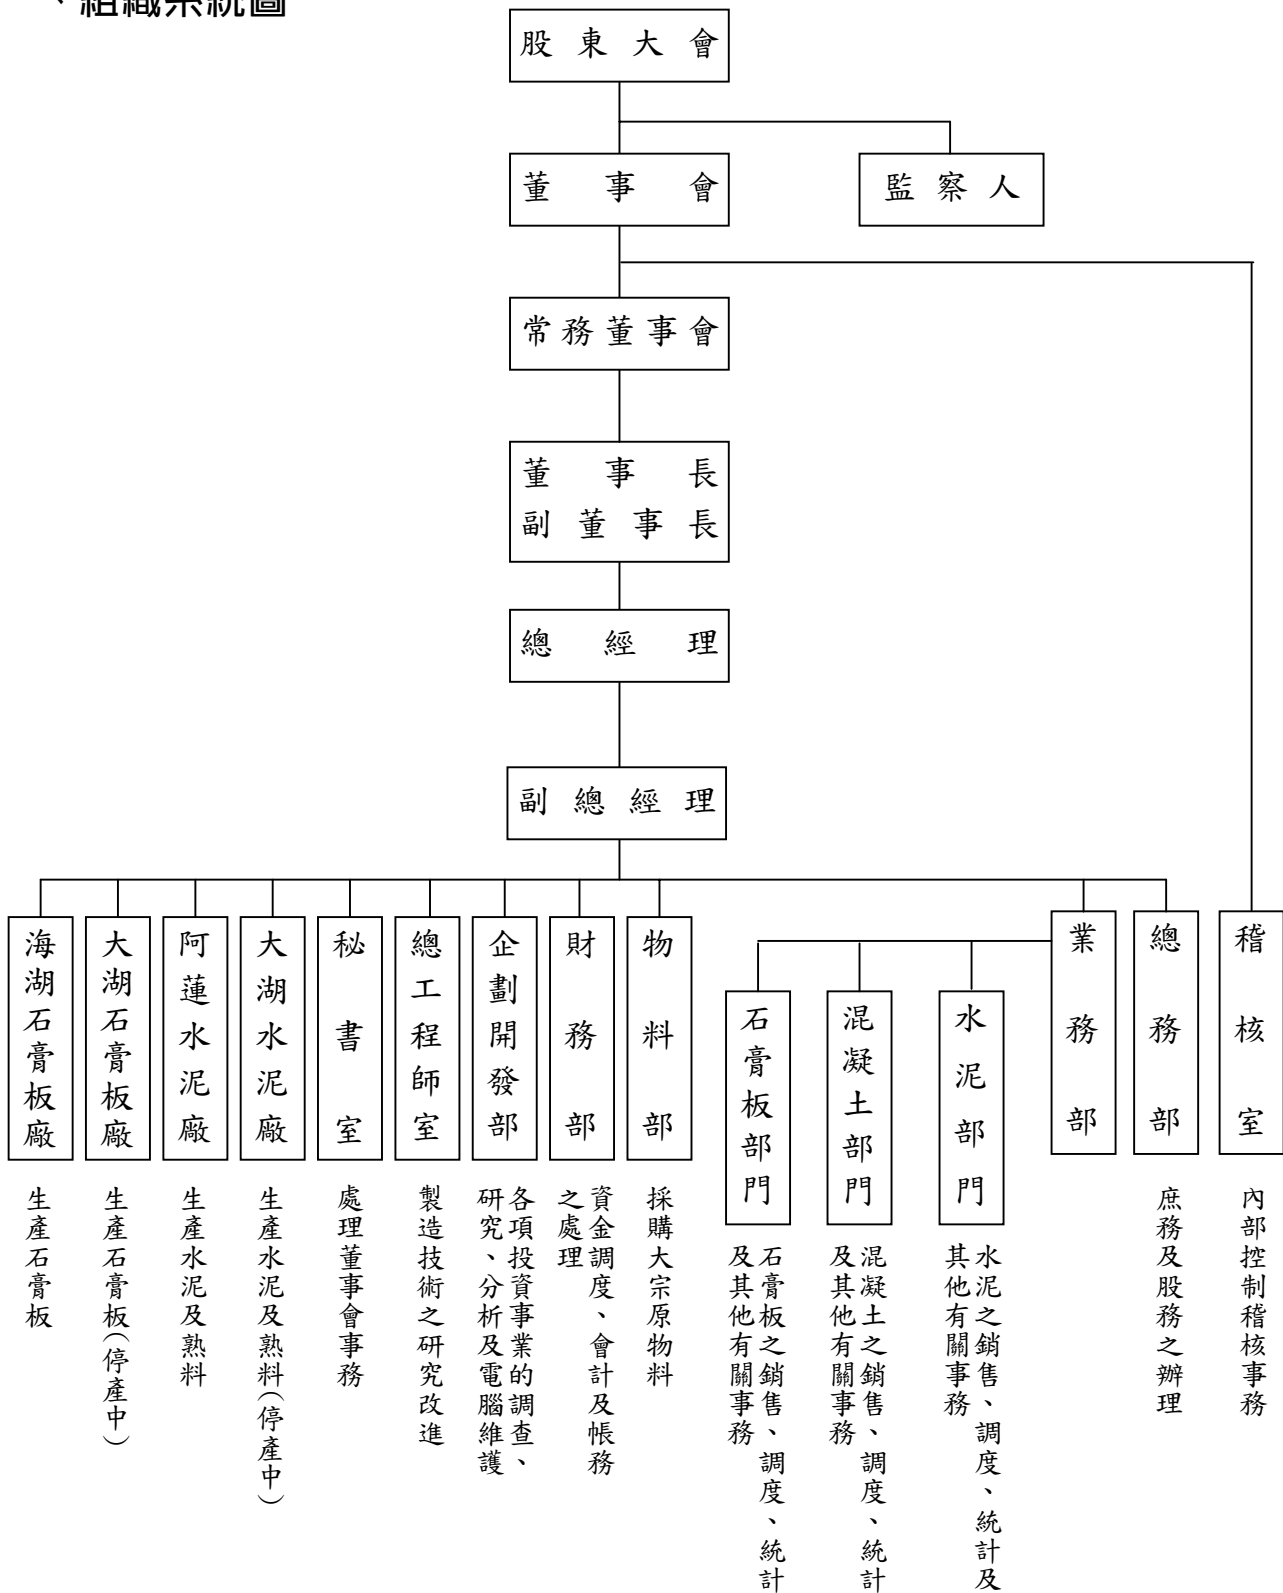 、組織系統圖
股東大會
董事會
監察人
常務董事會
董事長
副董事長
總經理
副總經理
海湖石膏板廠
大湖石膏板廠
阿蓮水泥廠
大湖水泥廠
秘書室
總工程師室
企劃開發部
財務部
物料部
石膏板部門
混凝土部門
水泥部門
業務部
總務部
稽核室
生產石膏板
生產石膏板(停產中)
生產水泥及熟料
生產水泥及熟料(停產中)
處理董事會事務
製造技術之研究改進
各項投資事業的調查、
研究、分析及電腦維護
資金調度、會計及帳務
之處理
採購大宗原物料
石膏板之銷售、調度、統計
及其他有關事務
混凝土之銷售、調度、統計
及其他有關事務
水泥之銷售、調度、統計及
其他有關事務
庶務及股務之辦理
內部控制稽核事務